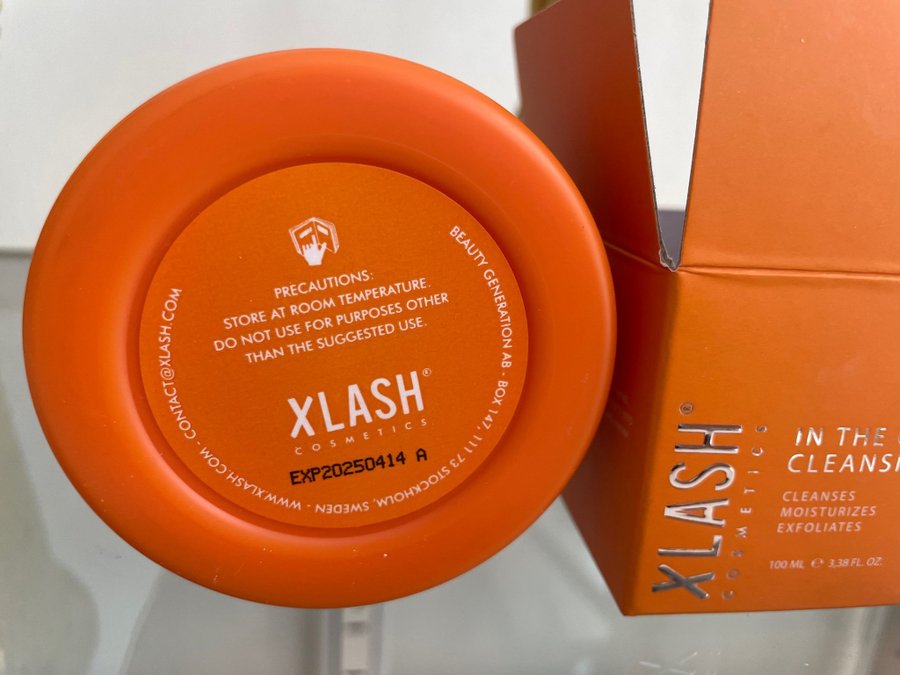 PRECAUTIONS:
STORE AT ROOM TEMPERATURE.
DO NOT USE FOR PURPOSES OTHER
THAN THE SUGGESTED USE.
XLASH®
COSMETICS
EXP20250414 A
BEAUTY GENERATION AB - BOX 147, 111 73 STOCKHOLM, SWEDEN - WWW.XLASH.COM - CONTACT@XLASH.COM
XLASH®
COSMETICS
IN THE
CLEANS
CLEANSES
MOISTURIZES
EXFOLIATES
100 ML ℮ 3,38 FL. OZ.